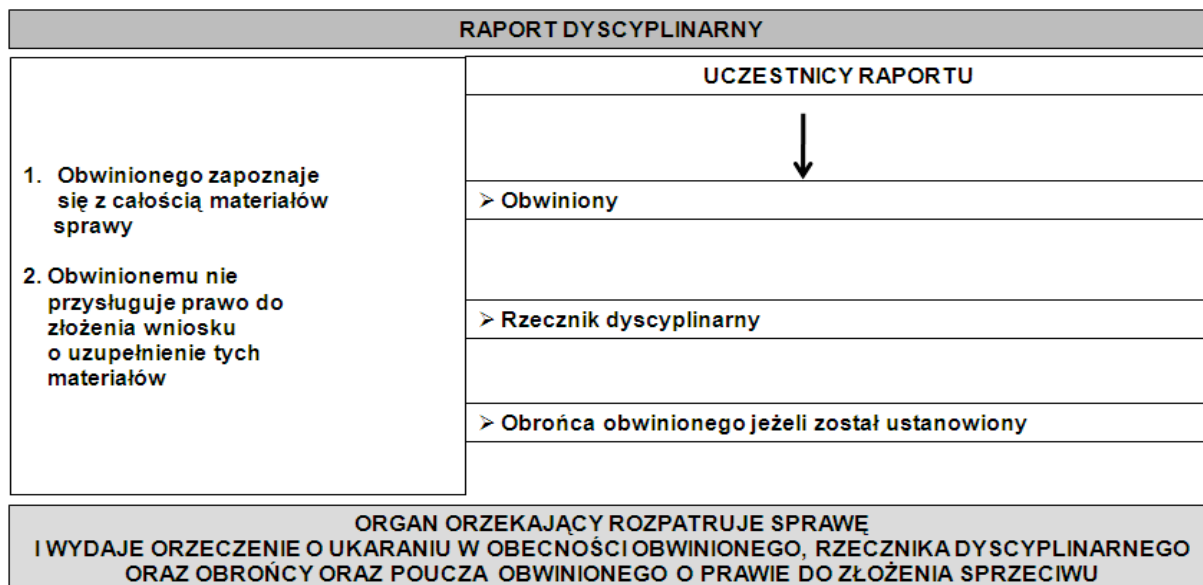 RAPORT DYSCYPLINARNY
1. Obwinionego zapoznaje
się z całością materiałów
sprawy
2. Obwinionemu nie
przysługuje prawo do
złożenia wniosku
o uzupełnienie tych
materiałów
UCZESTNICY RAPORTU
➢ Obwiniony
➢ Rzecznik dyscyplinarny
➢ Obrońca obwinionego jeżeli został ustanowiony
ORGAN ORZEKAJĄCY ROZPATRUJE SPRAWĘ
I WYDAJE ORZECZENIE O UKARANIU W OBECNOŚCI OBWINIONEGO, RZECZNIKA DYSCYPLINARNEGO
ORAZ OBROŃCY ORAZ POUCZA OBWINIONEGO O PRAWIE DO ZŁOŻENIA SPRZECIWU